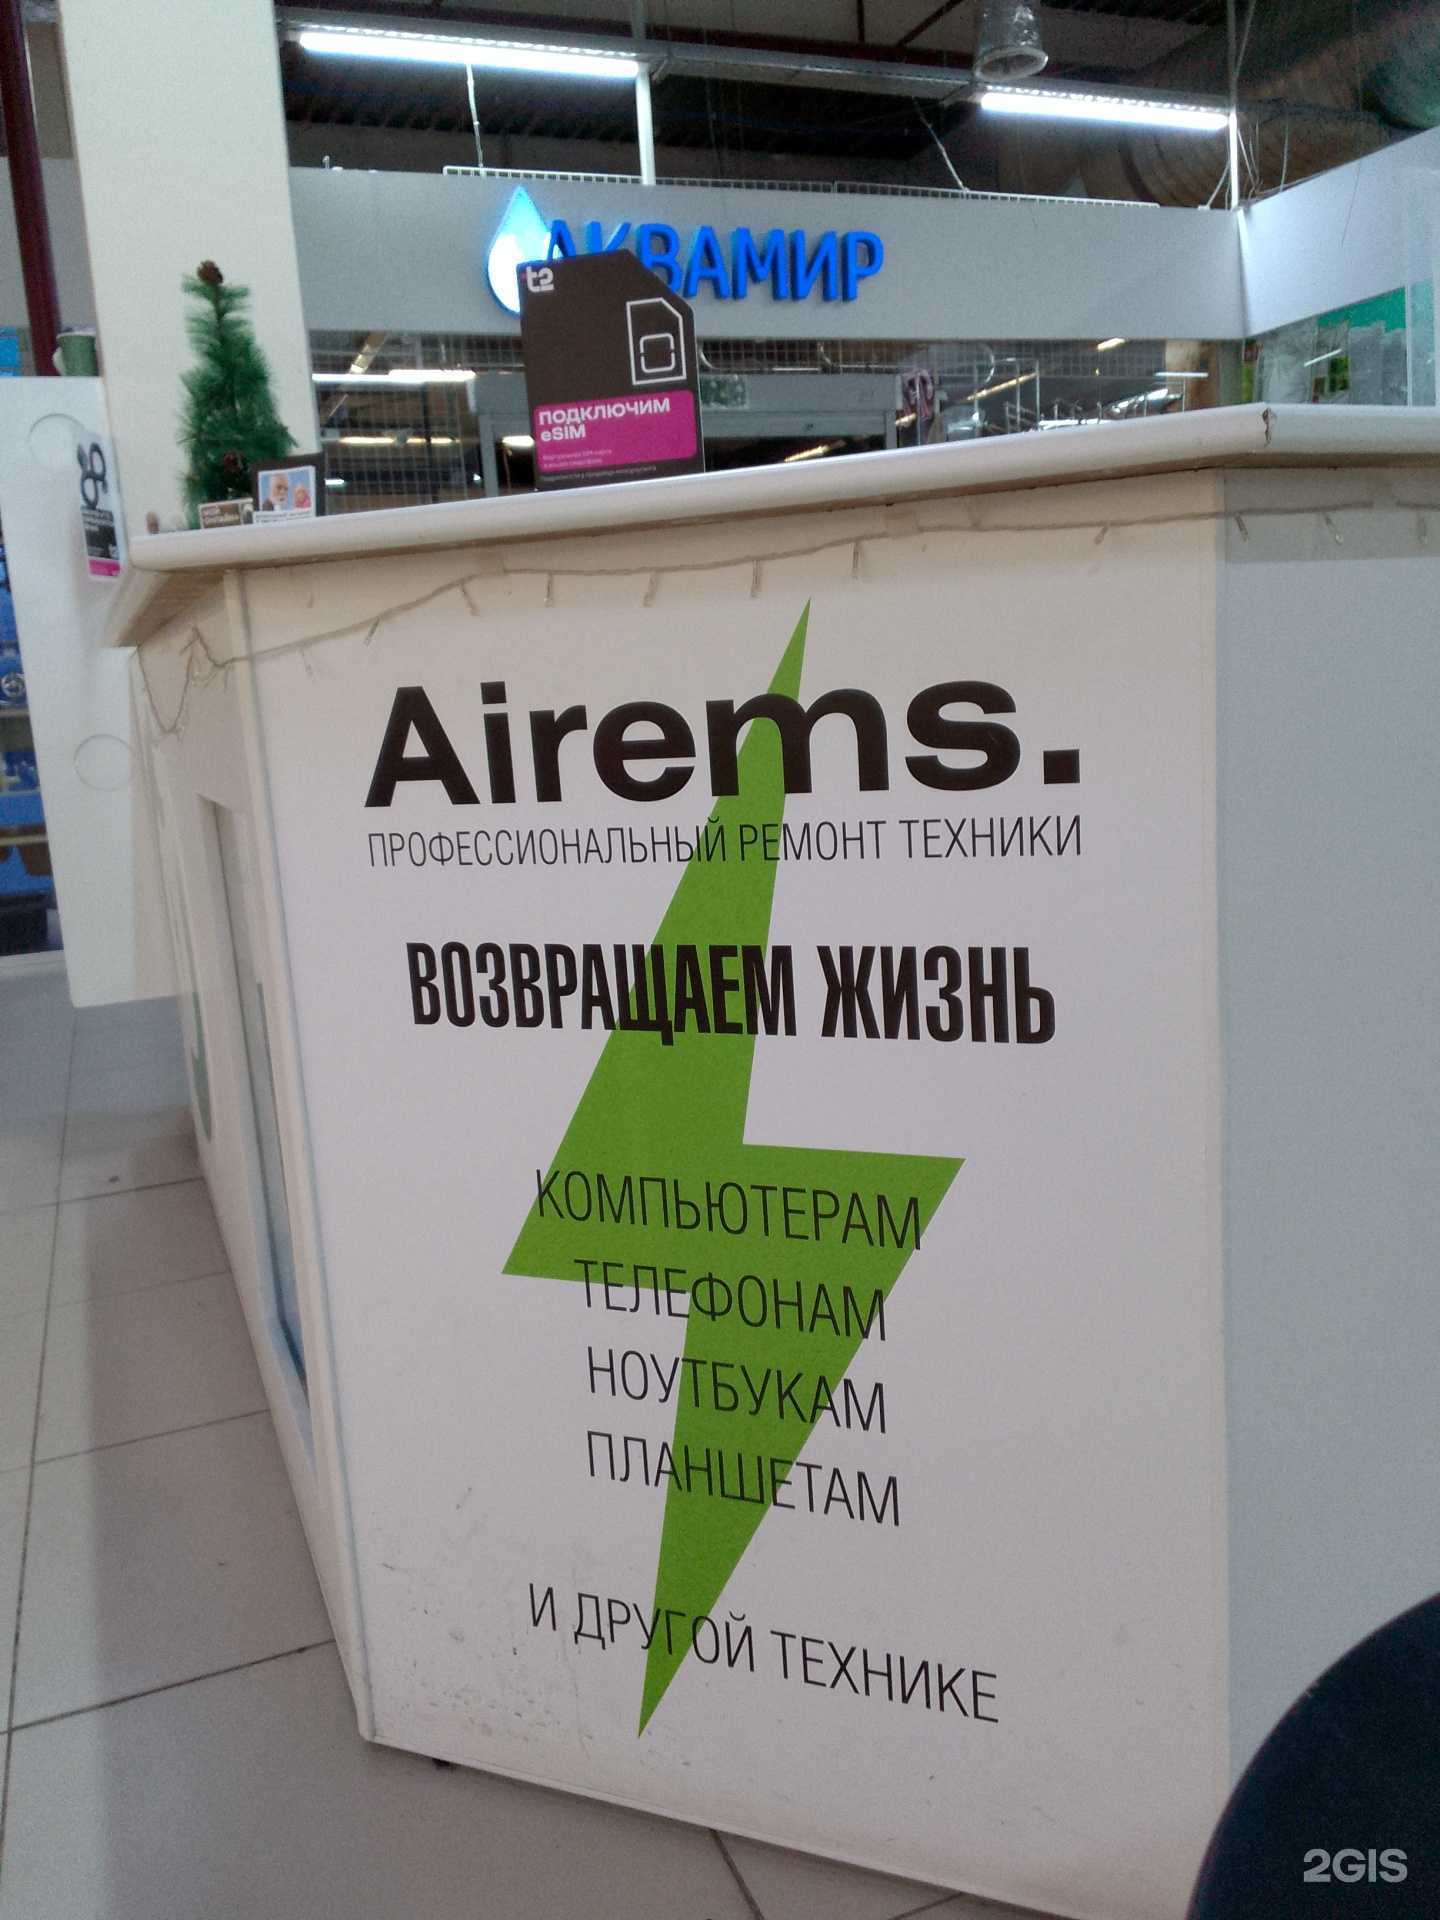 АКВАМИР
t2
ПОДКЛЮЧИМ
eSIM
Airems.
ПРОФЕССИОНАЛЬНЫЙ РЕМОНТ ТЕХНИКИ
ВОЗВРАЩАЕМ ЖИЗНЬ
КОМПЬЮТЕРАМ
ТЕЛЕФОНАМ
НОУТБУКАМ
ПЛАНШЕТАМ
И ДРУГОЙ ТЕХНИКЕ
2GIS